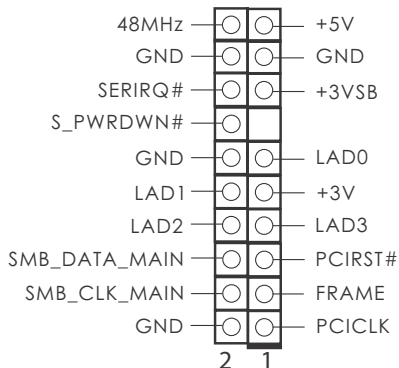 48MHz +5V
GND GND
SERIRQ# +3VSB
S_PWRDWN#
GND LAD0
LAD1 +3V
LAD2 LAD3
SMB_DATA_MAIN PCIRST#
SMB_CLK_MAIN FRAME
GND PCICLK
2 1